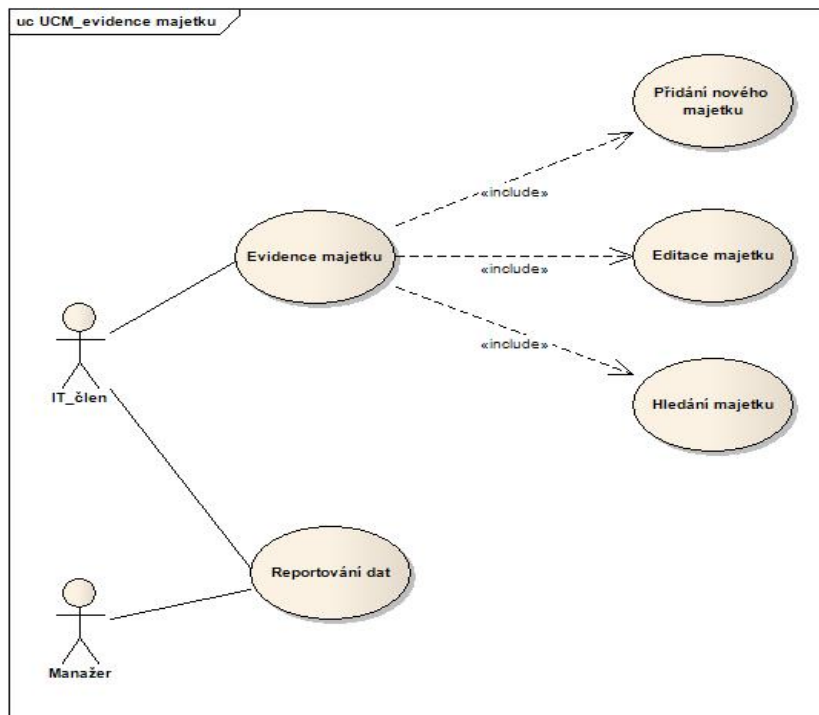 uc UCM_evidence majetku
Přidání nového
majetku
«include»
Evidence majetku
«include»
Editace majetku
«include»
IT_člen
Hledání majetku
Reportování dat
Manažer